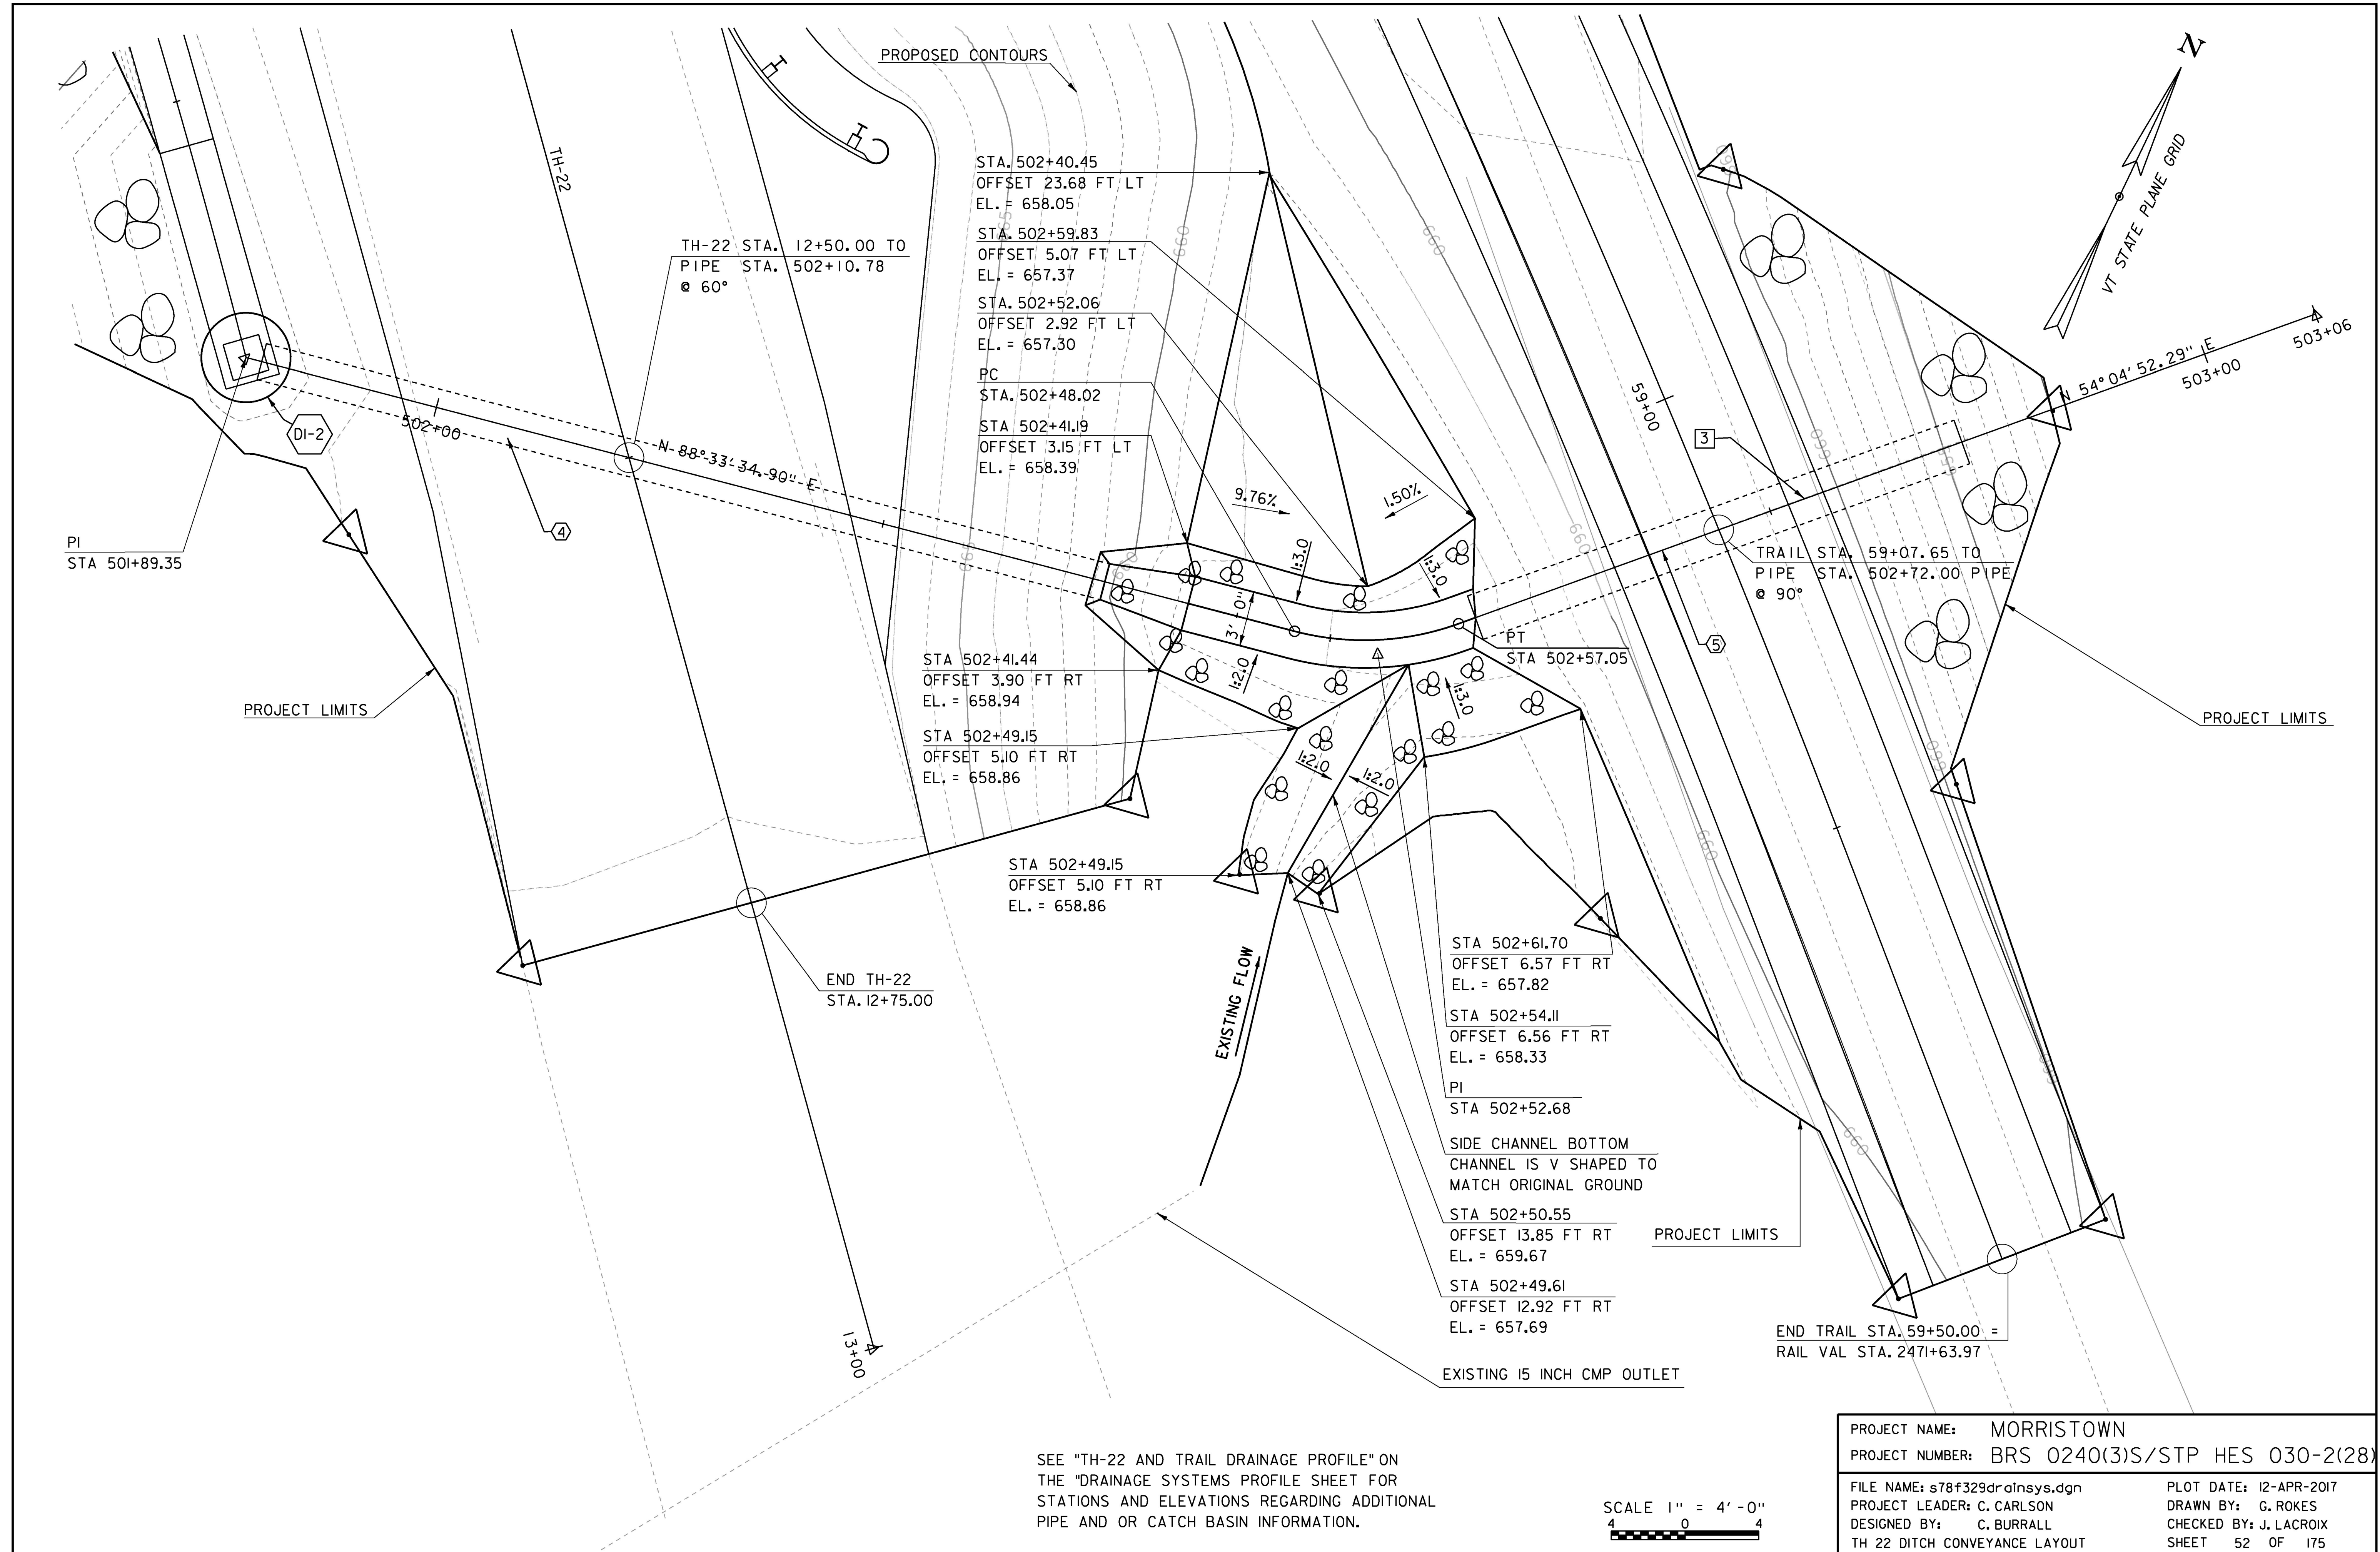 PROPOSED CONTOURS
N
VT STATE PLANE GRID
TH-22
STA. 502+40.45
OFFSET 23.68 FT LT
EL. = 658.05
STA. 502+59.83
OFFSET 5.07 FT LT
EL. = 657.37
STA. 502+52.06
OFFSET 2.92 FT LT
EL. = 657.30
PC
STA. 502+48.02
STA 502+41.19
OFFSET 3.15 FT LT
EL. = 658.39
TH-22 STA. 12+50.00 TO
PIPE STA. 502+10.78
@ 60°
665
660
660
660
N 54°04'52.29" E
503+00
503+06
59+00
3
DI-2
502+00
N 88°33'34.90" E
4
9.76%
1.50%
660
660
665
660
660
PI
STA 501+89.35
1:3.0
1:3.0
3'-0"
1:2.0
1:3.0
TRAIL STA. 59+07.65 TO
PIPE STA. 502+72.00 PIPE
@ 90°
5
PT
STA 502+57.05
STA 502+41.44
OFFSET 3.90 FT RT
EL. = 658.94
STA 502+49.15
OFFSET 5.10 FT RT
EL. = 658.86
PROJECT LIMITS
PROJECT LIMITS
1:2.0
1:2.0
660
660
STA 502+49.15
OFFSET 5.10 FT RT
EL. = 658.86
END TH-22
STA. 12+75.00
EXISTING FLOW
STA 502+61.70
OFFSET 6.57 FT RT
EL. = 657.82
STA 502+54.11
OFFSET 6.56 FT RT
EL. = 658.33
PI
STA 502+52.68
SIDE CHANNEL BOTTOM
CHANNEL IS V SHAPED TO
MATCH ORIGINAL GROUND
STA 502+50.55
OFFSET 13.85 FT RT
EL. = 659.67
STA 502+49.61
OFFSET 12.92 FT RT
EL. = 657.69
660
PROJECT LIMITS
END TRAIL STA. 59+50.00 =
RAIL VAL STA. 2471+63.97
13+00
EXISTING 15 INCH CMP OUTLET
SEE "TH-22 AND TRAIL DRAINAGE PROFILE" ON
THE "DRAINAGE SYSTEMS PROFILE SHEET FOR
STATIONS AND ELEVATIONS REGARDING ADDITIONAL
PIPE AND OR CATCH BASIN INFORMATION.
SCALE 1" = 4'-0"
4 0 4
PROJECT NAME: MORRISTOWN
PROJECT NUMBER: BRS 0240(3)S/STP HES 030-2(28)
FILE NAME: s78f329drainsys.dgn PLOT DATE: 12-APR-2017
PROJECT LEADER: C. CARLSON DRAWN BY: G. ROKES
DESIGNED BY: C. BURRALL CHECKED BY: J. LACROIX
TH 22 DITCH CONVEYANCE LAYOUT SHEET 52 OF 175